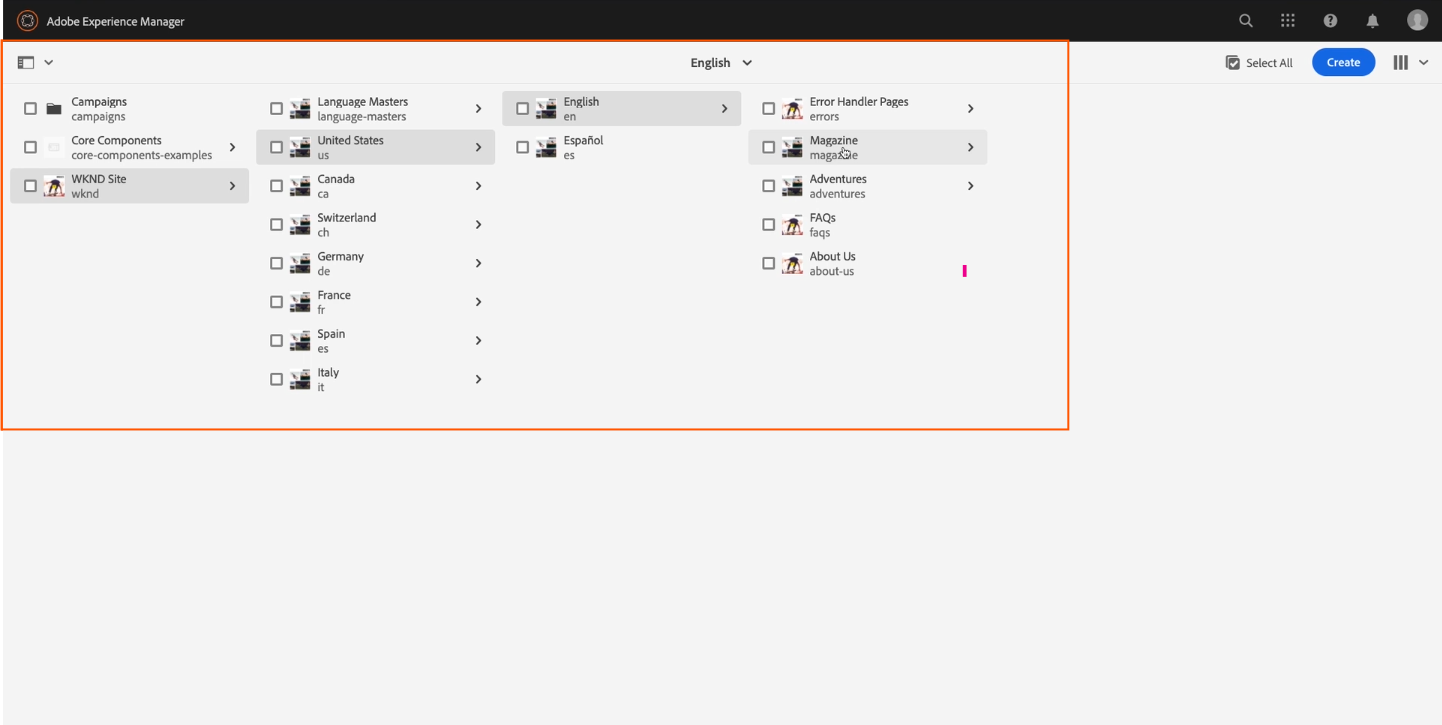 Adobe Experience Manager
English
Select All
Create
Campaigns
campaigns
Core Components
core-components-examples
WKND Site
wknd
Language Masters
language-masters
United States
us
Canada
ca
Switzerland
ch
Germany
de
France
fr
Spain
es
Italy
it
English
en
Español
es
Error Handler Pages
errors
Magazine
magazine
Adventures
adventures
FAQs
faqs
About Us
about-us